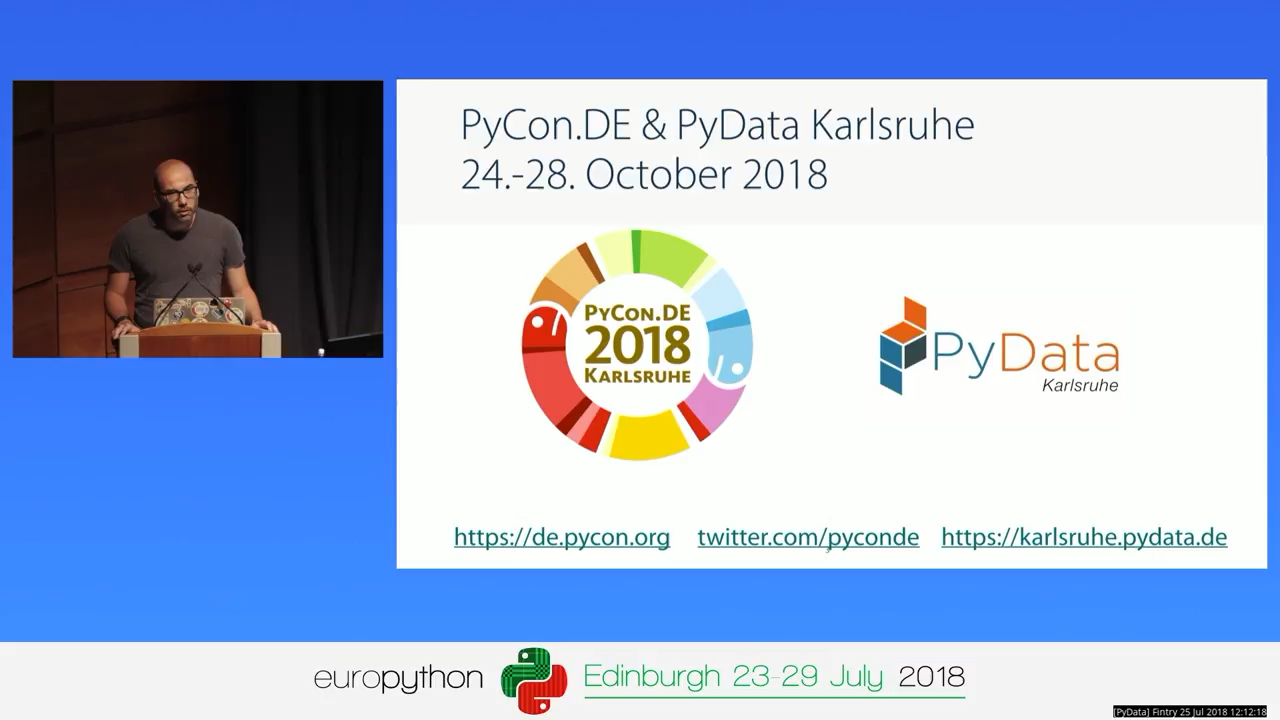 PyCon.DE & PyData Karlsruhe
24.-28. October 2018
PYCON.DE
2018
KARLSRUHE
PyData
Karlsruhe
https://de.pycon.org twitter.com/pyconde https://karlsruhe.pydata.de
europython Edinburgh 23-29 July 2018
[PyData] Fintry 25 Jul 2018 12:12:18